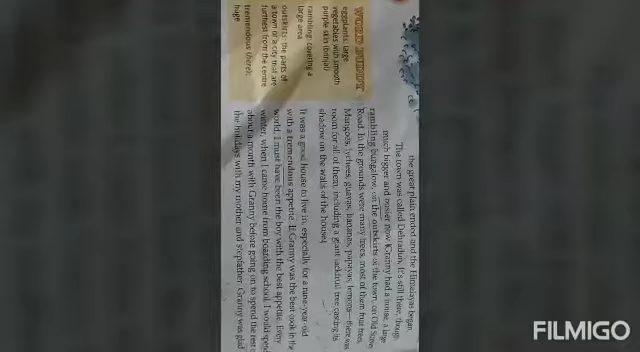 the great plain ended and the Himalayas began.
The town was called Dehradun. It's still there, though
much bigger and busier now. Granny had a house, a large
rambling bungalow, on the outskirts of the town, on Old Survey
Road. In the grounds were many trees, most of them fruit trees.
Mangoes, lychees, guavas, bananas, papayas, lemons—there was
room for all of them, including a giant jackfruit tree casting its
shadow on the walls of the house.
It was a good house to live in, especially for a nine-year old
with a tremendous appetite. If Granny was the best cook in the
world, I must have been the boy with the best appetite. Every
winter, when I came home from boarding school, I would spend
about a month with Granny before going on to spend the rest
the holidays with my mother and stepfather. Granny was glad
WORD BUDDY
eggplants: large
vegetables with smooth
purple skin (brinjal)
rambling: covering a
large area
outskirts: the parts of
a town or a city that are
furthest from the centre
tremendous (here):
huge
FILMIGO